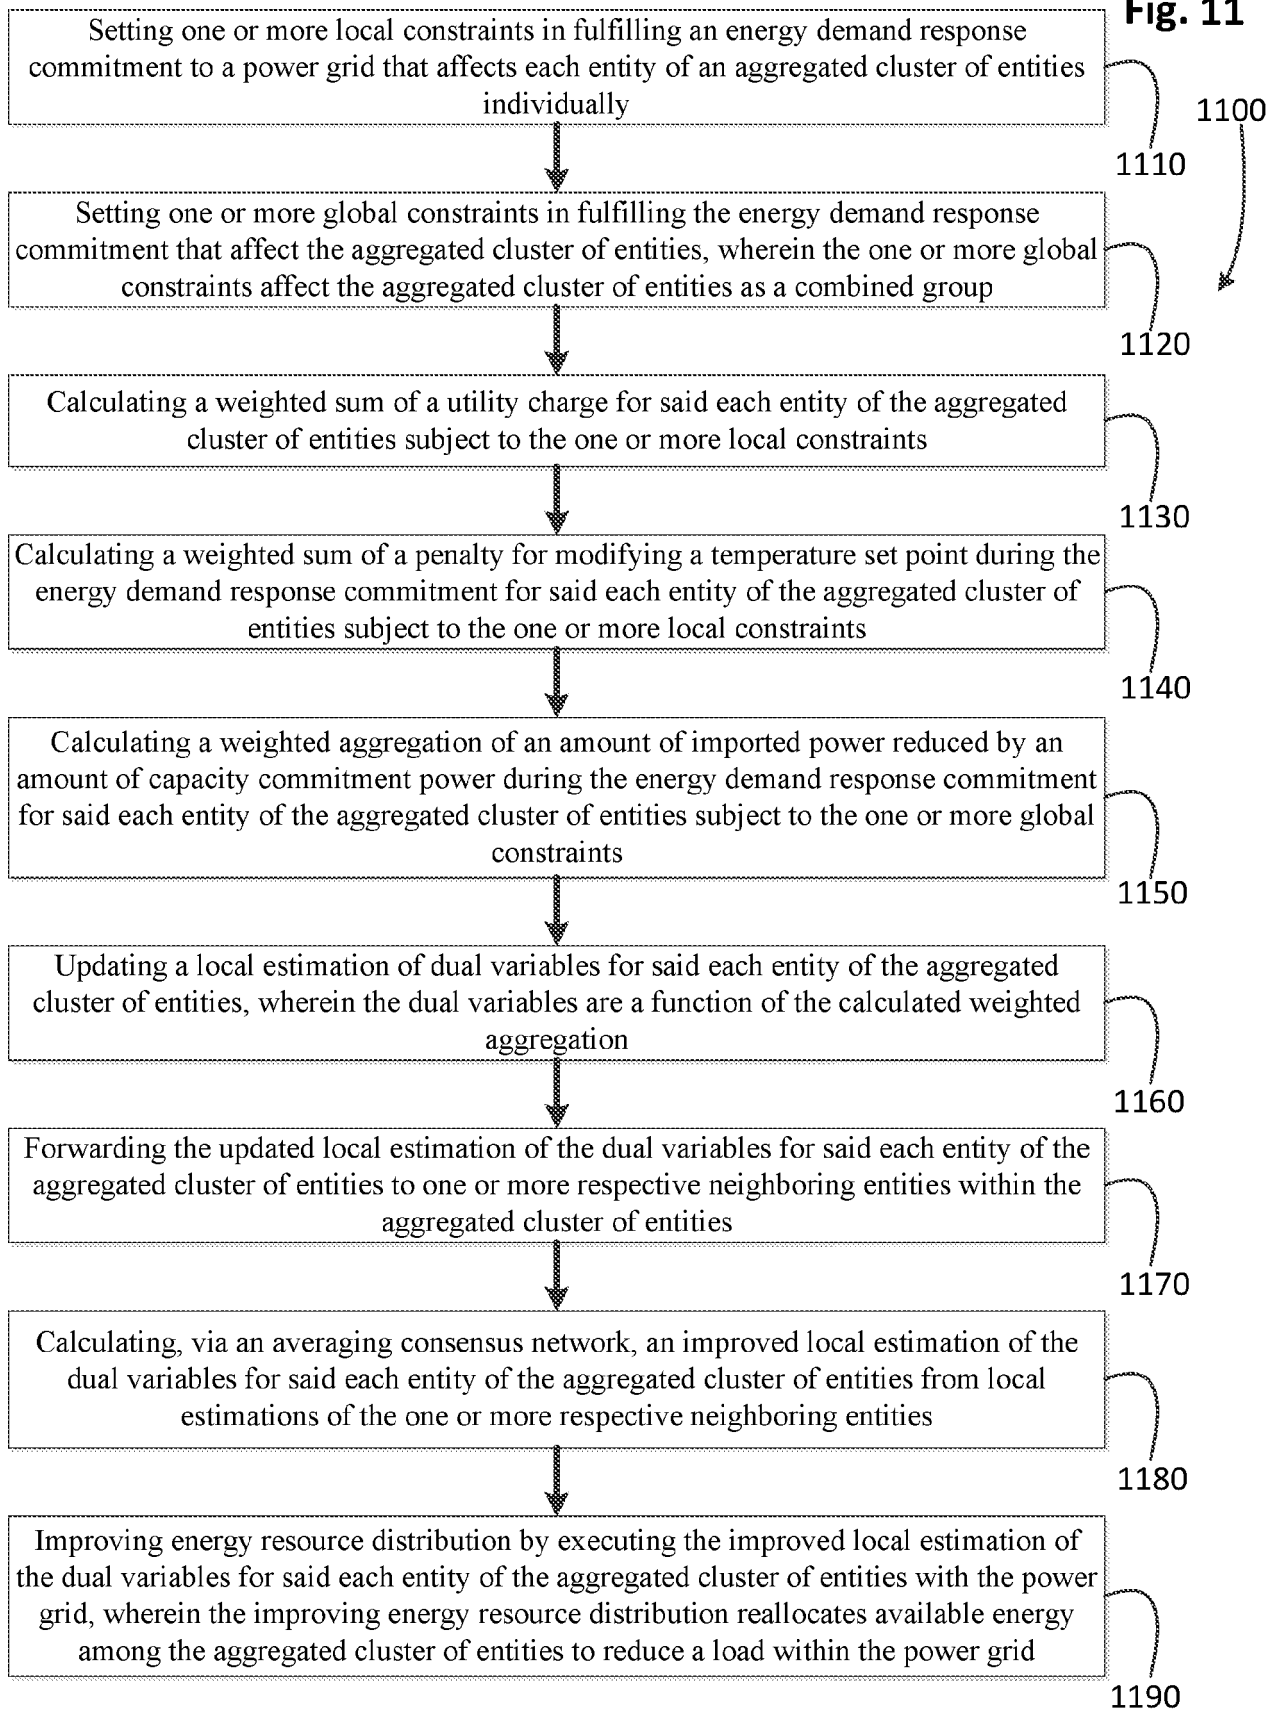 Fig. 11
1100
Setting one or more local constraints in fulfilling an energy demand response
commitment to a power grid that affects each entity of an aggregated cluster of entities
individually
1110
Setting one or more global constraints in fulfilling the energy demand response
commitment that affect the aggregated cluster of entities, wherein the one or more global
constraints affect the aggregated cluster of entities as a combined group
1120
Calculating a weighted sum of a utility charge for said each entity of the aggregated
cluster of entities subject to the one or more local constraints
1130
Calculating a weighted sum of a penalty for modifying a temperature set point during the
energy demand response commitment for said each entity of the aggregated cluster of
entities subject to the one or more local constraints
1140
Calculating a weighted aggregation of an amount of imported power reduced by an
amount of capacity commitment power during the energy demand response commitment
for said each entity of the aggregated cluster of entities subject to the one or more global
constraints
1150
Updating a local estimation of dual variables for said each entity of the aggregated
cluster of entities, wherein the dual variables are a function of the calculated weighted
aggregation
1160
Forwarding the updated local estimation of the dual variables for said each entity of the
aggregated cluster of entities to one or more respective neighboring entities within the
aggregated cluster of entities
1170
Calculating, via an averaging consensus network, an improved local estimation of the
dual variables for said each entity of the aggregated cluster of entities from local
estimations of the one or more respective neighboring entities
1180
Improving energy resource distribution by executing the improved local estimation of
the dual variables for said each entity of the aggregated cluster of entities with the power
grid, wherein the improving energy resource distribution reallocates available energy
among the aggregated cluster of entities to reduce a load within the power grid
1190